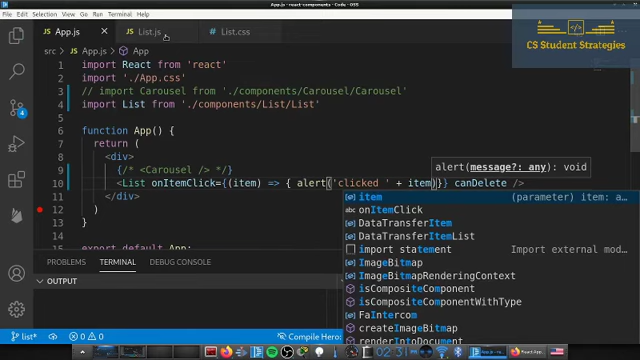 App.js - react-components - Code - OSS
File Edit Selection View Go Run Terminal Help
JS App.js × JS List.js # List.css
CS Student Strategies
src > JS App.js > App
1 import React from 'react'
2 import './App.css'
3 // import Carousel from './components/Carousel/Carousel'
4 import List from './components/List/List'
5
6 function App() {
7 return (
8 <div>
9 {/* <Carousel /> */}
alert(message?: any): void
10 <List onItemClick={(item) => { alert('clicked ' + item)}} canDelete />
11 </div>
12 )
13 }
export default App
item (parameter) item: a...
abc onItemClick
DataTransferItem
DataTransferItemList
import statement Import external mod...
ImageBitmap
ImageBitmapRenderingContext
isCompositeComponent
isCompositeComponentWithType
FaIntercom
createImageBitmap
renderIntoDocument
PROBLEMS TERMINAL DEBUG CONSOLE
OUTPUT
list* 0 0 Compile Hero: